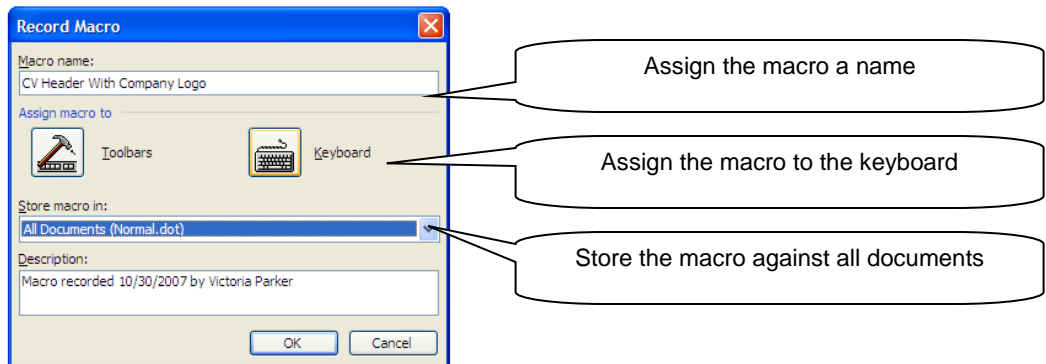 Record Macro
Macro name:
CV Header With Company Logo
Assign macro to
Toolbars
Keyboard
Store macro in:
All Documents (Normal.dot)
Description:
Macro recorded 10/30/2007 by Victoria Parker
OK
Cancel
Assign the macro a name
Assign the macro to the keyboard
Store the macro against all documents